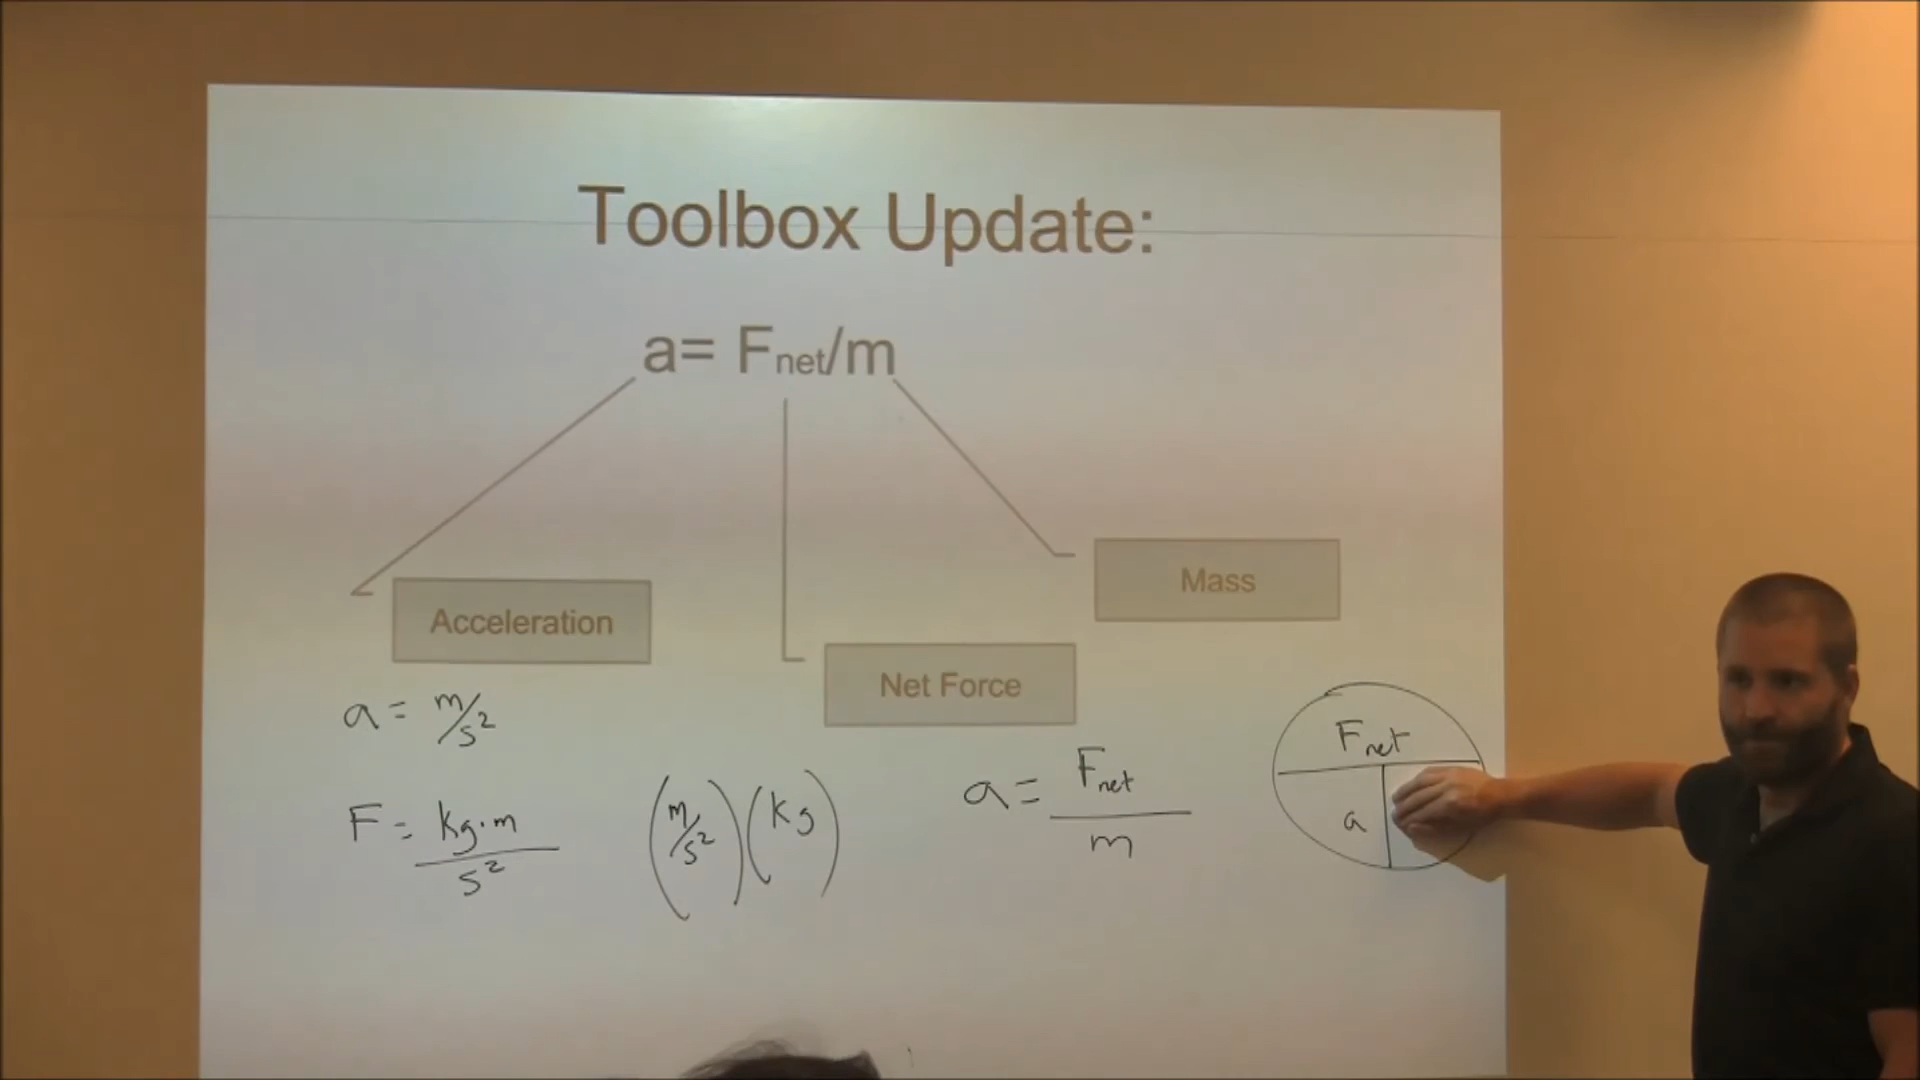 Toolbox Update:
a= Fnet/m
Mass
Acceleration
Net Force
a = m/s²
F = kg·m/s²
(m/s²)(kg)
a = Fnet/m
Fnet
a